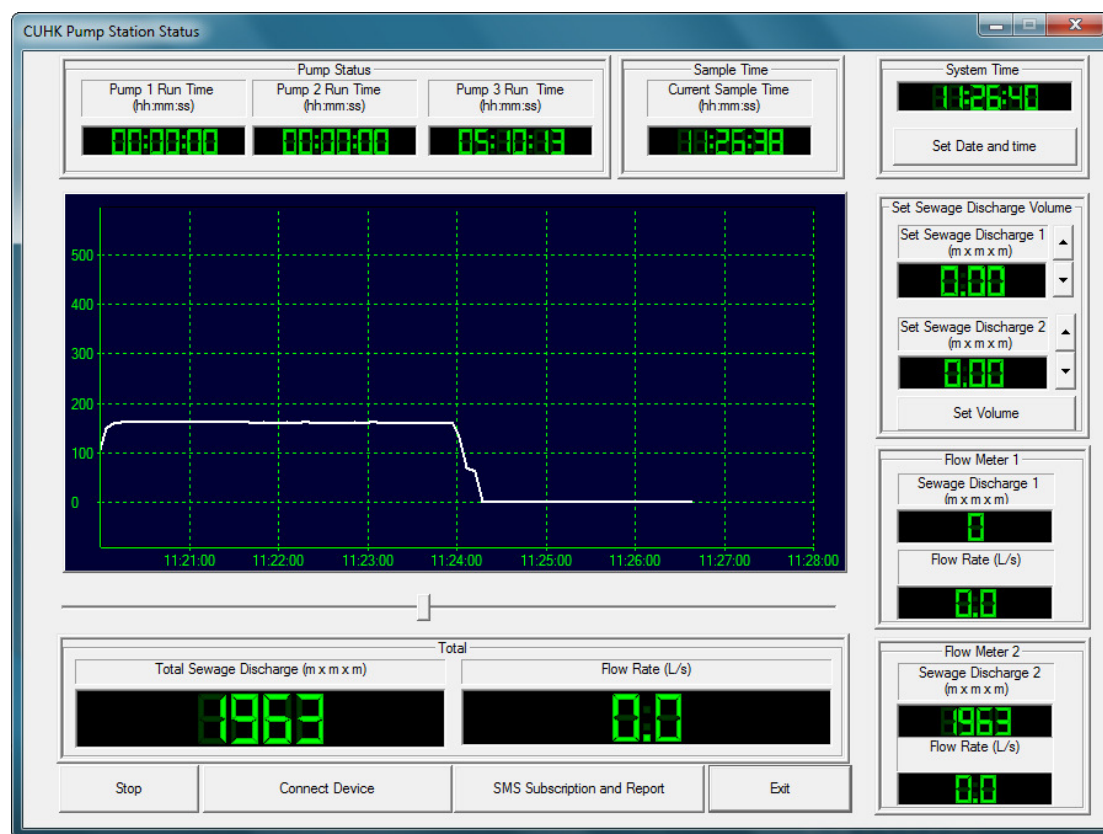 CUHK Pump Station Status
Pump Status
Pump 1 Run Time
(hh:mm:ss)
00:00:00
Pump 2 Run Time
(hh:mm:ss)
00:00:00
Pump 3 Run Time
(hh:mm:ss)
05:10:13
Sample Time
Current Sample Time
(hh:mm:ss)
11:26:38
System Time
11:26:40
Set Date and time
500
400
300
200
100
0
11:21:00 11:22:00 11:23:00 11:24:00 11:25:00 11:26:00 11:27:00 11:28:00
Set Sewage Discharge Volume
Set Sewage Discharge 1
(m x m x m)
0.00
Set Sewage Discharge 2
(m x m x m)
0.00
Set Volume
Flow Meter 1
Sewage Discharge 1
(m x m x m)
0
Flow Rate (L/s)
0.0
Total
Total Sewage Discharge (m x m x m)
1963
Flow Rate (L/s)
0.0
Flow Meter 2
Sewage Discharge 2
(m x m x m)
1963
Flow Rate (L/s)
0.0
Stop
Connect Device
SMS Subscription and Report
Exit